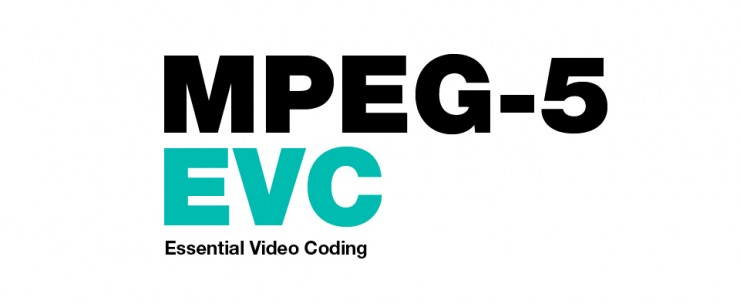 MPEG-5
EVC
Essential Video Coding